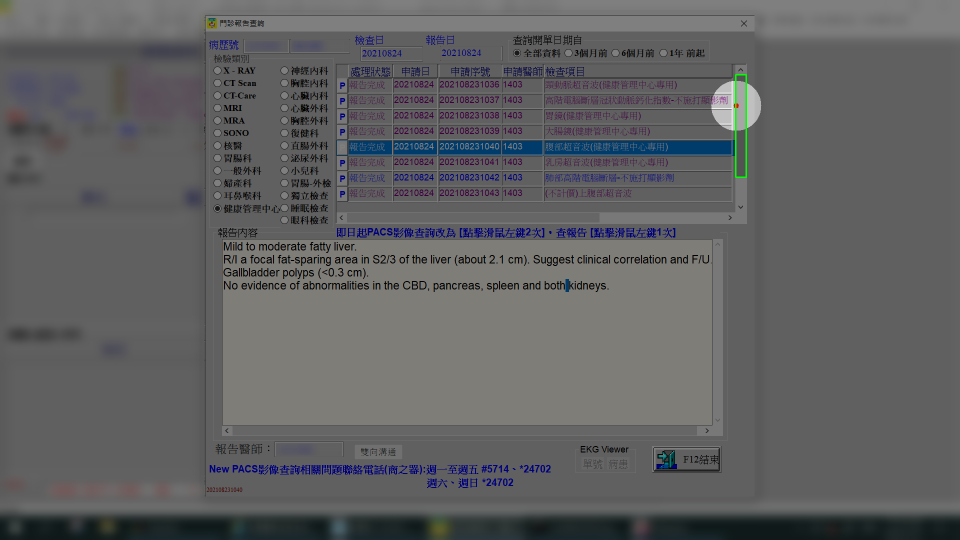 門診報告查詢
病歷號
檢查日 報告日 查詢開單日期自
20210824 20210824
全部資料 3個月前 6個月前 1年 前起
檢驗類別
X - RAY 神經內科
CT Scan 胸腔內科
CT-Care 心臟內科
MRI 心臟外科
MRA 胸腔外科
SONO 復健科
核醫 直腸外科
胃腸科 泌尿外科
一般外科 小兒科
婦產科 胃腸-外檢
耳鼻喉科 獨立檢查
健康管理中心 睡眠檢查
眼科檢查
處理狀態 申請日 申請序號 申請醫師 檢查項目
P 報告完成 20210824 202108231036 1403 頸動脈超音波(健康管理中心專用)
P 報告完成 20210824 202108231037 1403 高階電腦斷層冠狀動脈鈣化指數-不施打顯影劑
P 報告完成 20210824 202108231038 1403 胃鏡(健康管理中心專用)
P 報告完成 20210824 202108231039 1403 大腸鏡(健康管理中心專用)
報告完成 20210824 202108231040 1403 腹部超音波(健康管理中心專用)
P 報告完成 20210824 202108231041 1403 乳房超音波(健康管理中心專用)
P 報告完成 20210824 202108231042 1403 肺部高階電腦斷層-不施打顯影劑
P 報告完成 20210824 202108231043 1403 (不計價)上腹部超音波
報告內容 即日起PACS影像查詢改為 [點擊滑鼠左鍵2次]，查報告 [點擊滑鼠左鍵1次]
Mild to moderate fatty liver.
R/I a focal fat-sparing area in S2/3 of the liver (about 2.1 cm). Suggest clinical correlation and F/U.
Gallbladder polyps (<0.3 cm).
No evidence of abnormalities in the CBD, pancreas, spleen and both kidneys.
報告醫師： 雙向溝通 EKG Viewer
單號 病患 F12結束
New PACS影像查詢相關問題聯絡電話(商之器):週一至週五 #5714、*24702
週六、週日 *24702
202108231040